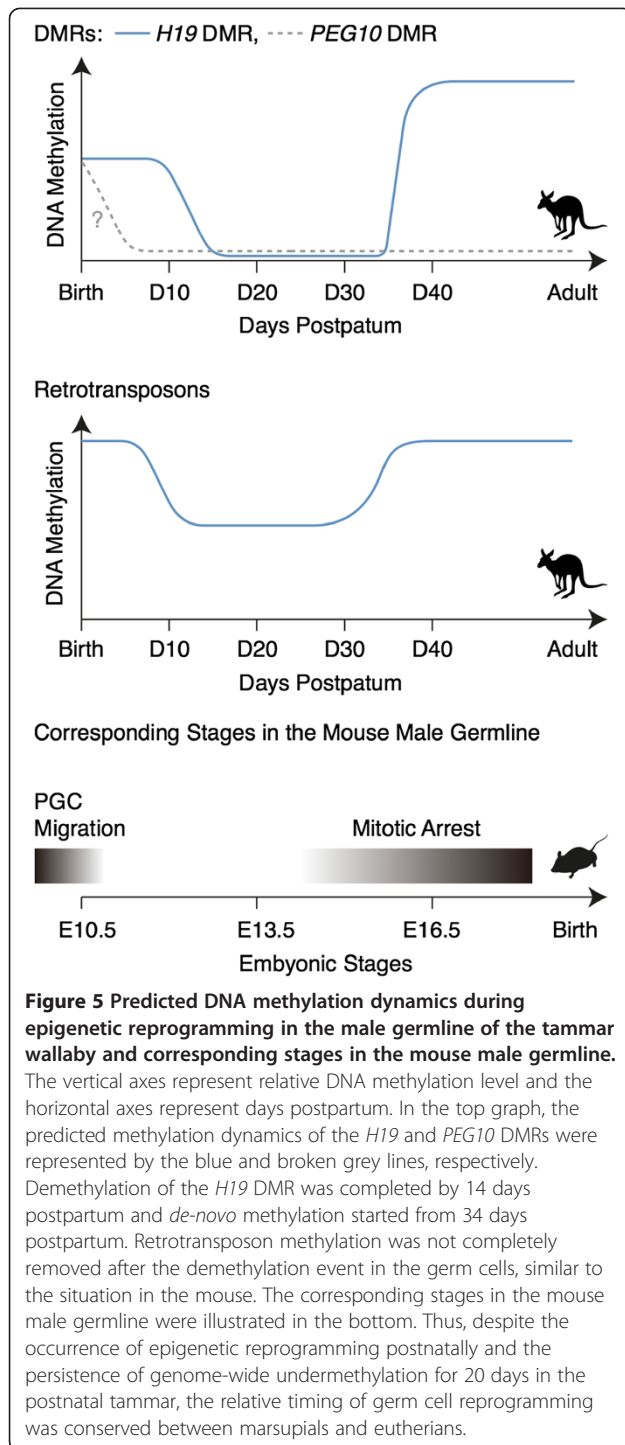 DMRs: H19 DMR, PEG10 DMR
DNA Methylation
?
Birth D10 D20 D30 D40 Adult
Days Postpatum
Retrotransposons
DNA Methylation
Birth D10 D20 D30 D40 Adult
Days Postpatum
Corresponding Stages in the Mouse Male Germline
PGC
Migration Mitotic Arrest
E10.5 E13.5 E16.5 Birth
Embyonic Stages
Figure 5 Predicted DNA methylation dynamics during
epigenetic reprogramming in the male germline of the tammar
wallaby and corresponding stages in the mouse male germline.
The vertical axes represent relative DNA methylation level and the
horizontal axes represent days postpartum. In the top graph, the
predicted methylation dynamics of the H19 and PEG10 DMRs were
represented by the blue and broken grey lines, respectively.
Demethylation of the H19 DMR was completed by 14 days
postpartum and de-novo methylation started from 34 days
postpartum. Retrotransposon methylation was not completely
removed after the demethylation event in the germ cells, similar to
the situation in the mouse. The corresponding stages in the mouse
male germline were illustrated in the bottom. Thus, despite the
occurrence of epigenetic reprogramming postnatally and the
persistence of genome-wide undermethylation for 20 days in the
postnatal tammar, the relative timing of germ cell reprogramming
was conserved between marsupials and eutherians.